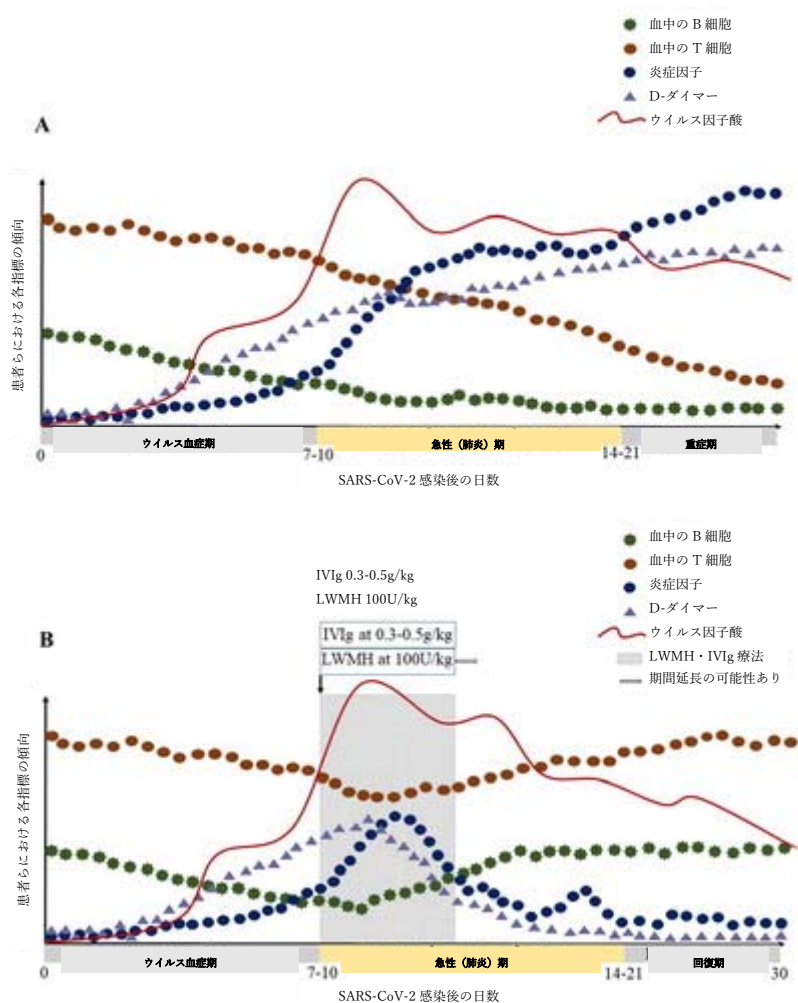 血中の B 細胞
血中の T 細胞
炎症因子
D-ダイマー
ウイルス因子酸
A
患者らにおける各指標の傾向
ウイルス血症期
急性（肺炎）期
重症期
0
7-10
14-21
SARS-CoV-2 感染後の日数
血中の B 細胞
血中の T 細胞
炎症因子
D-ダイマー
ウイルス因子酸
LWMH・IVIg 療法
期間延長の可能性あり
IVIg 0.3-0.5g/kg
LWMH 100U/kg
B
IVIg at 0.3-0.5g/kg
LWMH at 100U/kg
患者らにおける各指標の傾向
ウイルス血症期
急性（肺炎）期
回復期
0
7-10
14-21
30
SARS-CoV-2 感染後の日数